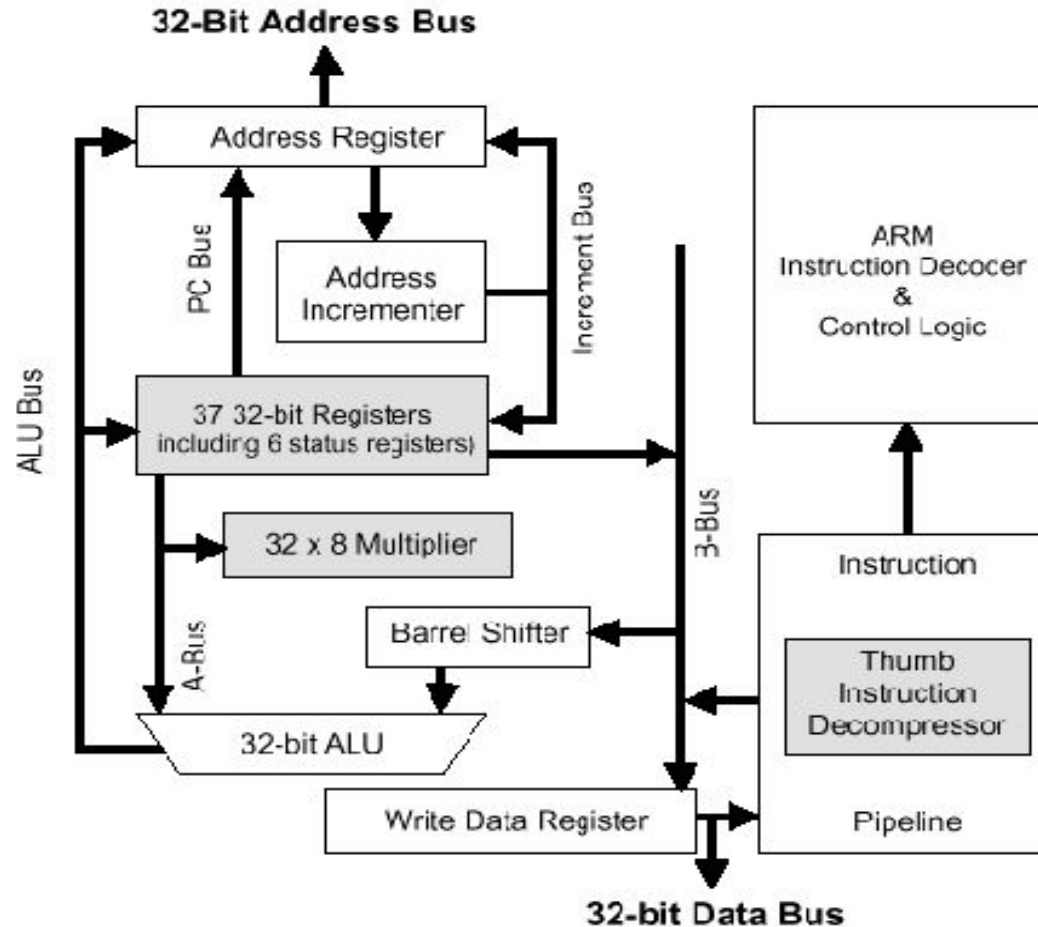 32-Bit Address Bus
Address Register
PC Bus
Address
Incrementer
Increment Bus
ARM
Instruction Decocer
&
Control Logic
ALU Bus
37 32-bit Registers
including 6 status registers)
32 x 8 Multiplier
B-Bus
Instruction
Barrel Shifter
A-Bus
Thumb
Instruction
Decompressor
32-bit ALU
Write Data Register
Pipeline
32-bit Data Bus